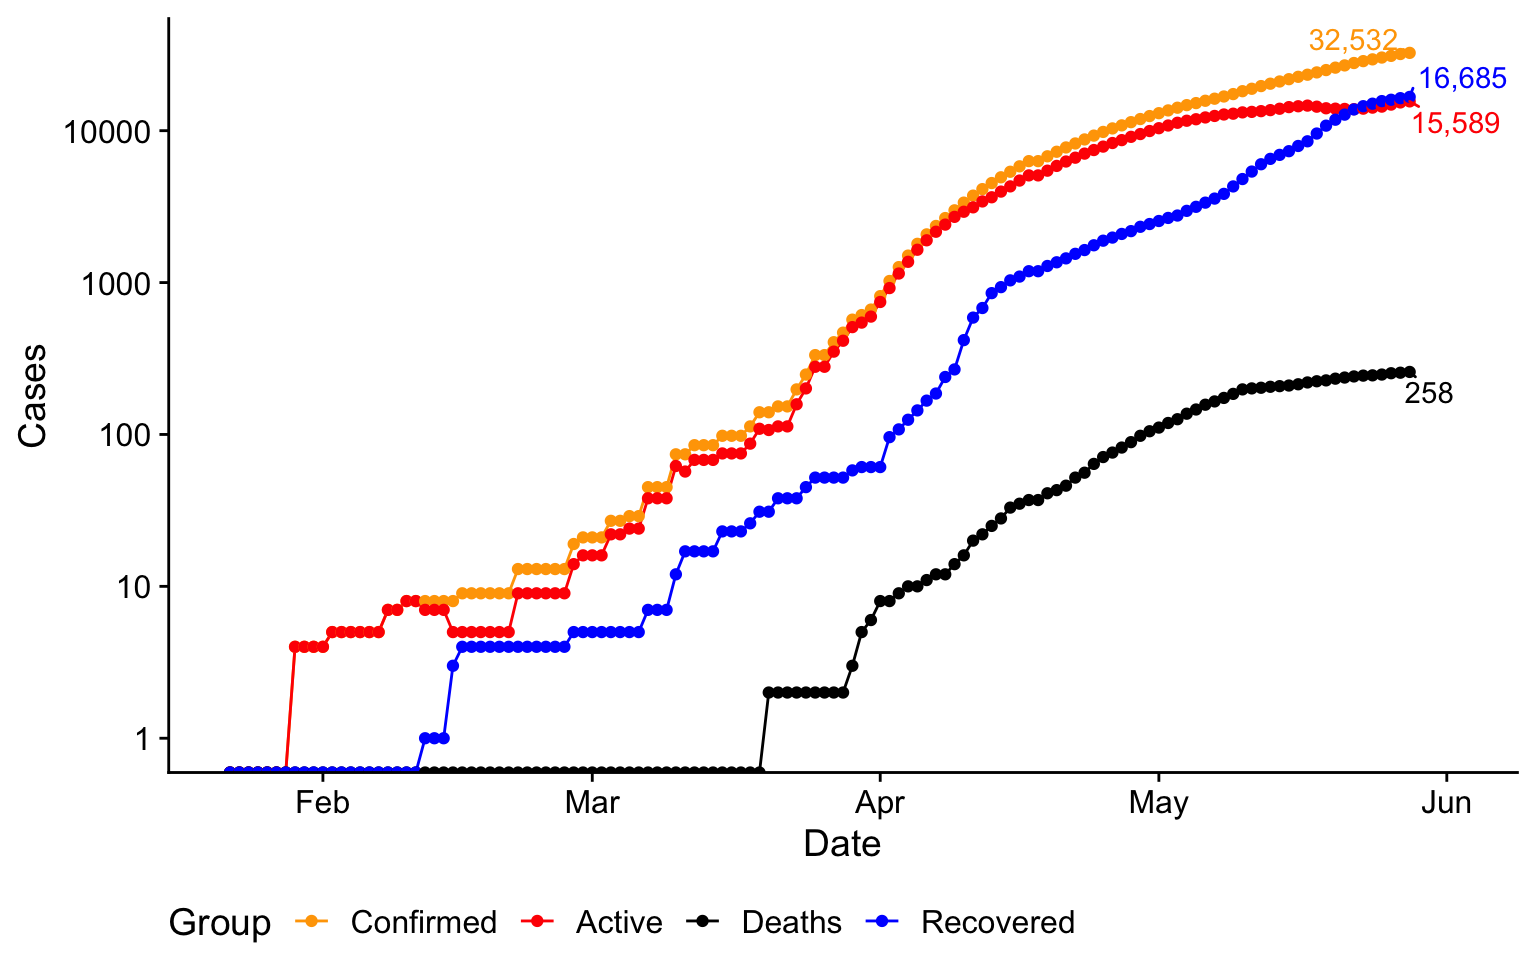 32,532
16,685
15,589
258
10000
1000
100
10
1
Cases
Feb Mar Apr May Jun
Date
Group Confirmed Active Deaths Recovered